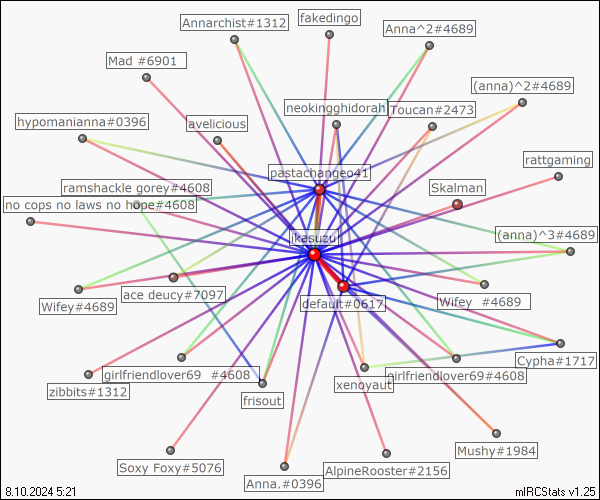 fakedingo
Annarchist#1312
Anna^2#4689
Mad #6901
(anna)^2#4689
neokingghidorah
Toucan#2473
hypomanianna#0396
avelicious
rattgaming
pastachangeo41
ramshackle gorey#4608
Skalman
no cops no laws no hope#4608
ikasuzu
(anna)^3#4689
ace deucy#7097
Wifey#4689
default#0617
Wifey  #4689
Cypha#1717
girlfriendlover69  #4608
girlfriendlover69#4608
xenoyaut
zibbits#1312
frisout
Mushy#1984
Soxy Foxy#5076
AlpineRooster#2156
Anna.#0396
8.10.2024 5:21
mIRCStats v1.25